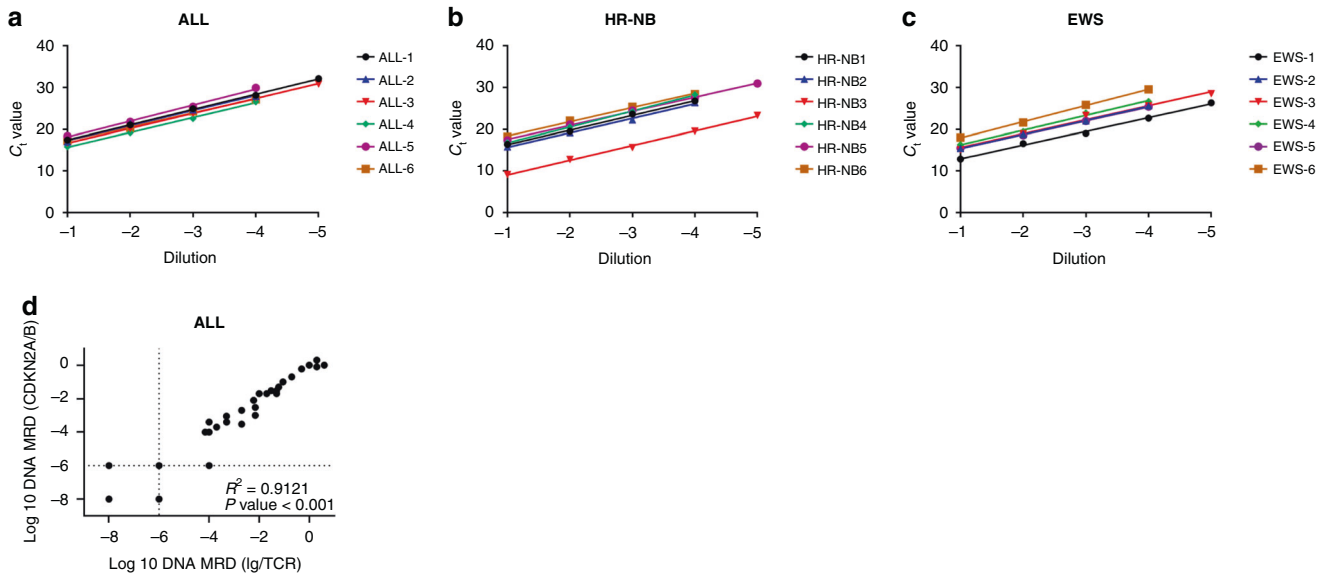 a
ALL
40
30
20
10
0
Ct value
–1 –2 –3 –4 –5
Dilution
ALL-1
ALL-2
ALL-3
ALL-4
ALL-5
ALL-6
b
HR-NB
40
30
20
10
0
Ct value
–1 –2 –3 –4 –5
Dilution
HR-NB1
HR-NB2
HR-NB3
HR-NB4
HR-NB5
HR-NB6
c
EWS
40
30
20
10
0
Ct value
–1 –2 –3 –4 –5
Dilution
EWS-1
EWS-2
EWS-3
EWS-4
EWS-5
EWS-6
d
ALL
0
–2
–4
–6
–8
Log 10 DNA MRD (CDKN2A/B)
R² = 0.9121
P value < 0.001
–8 –6 –4 –2 0
Log 10 DNA MRD (Ig/TCR)